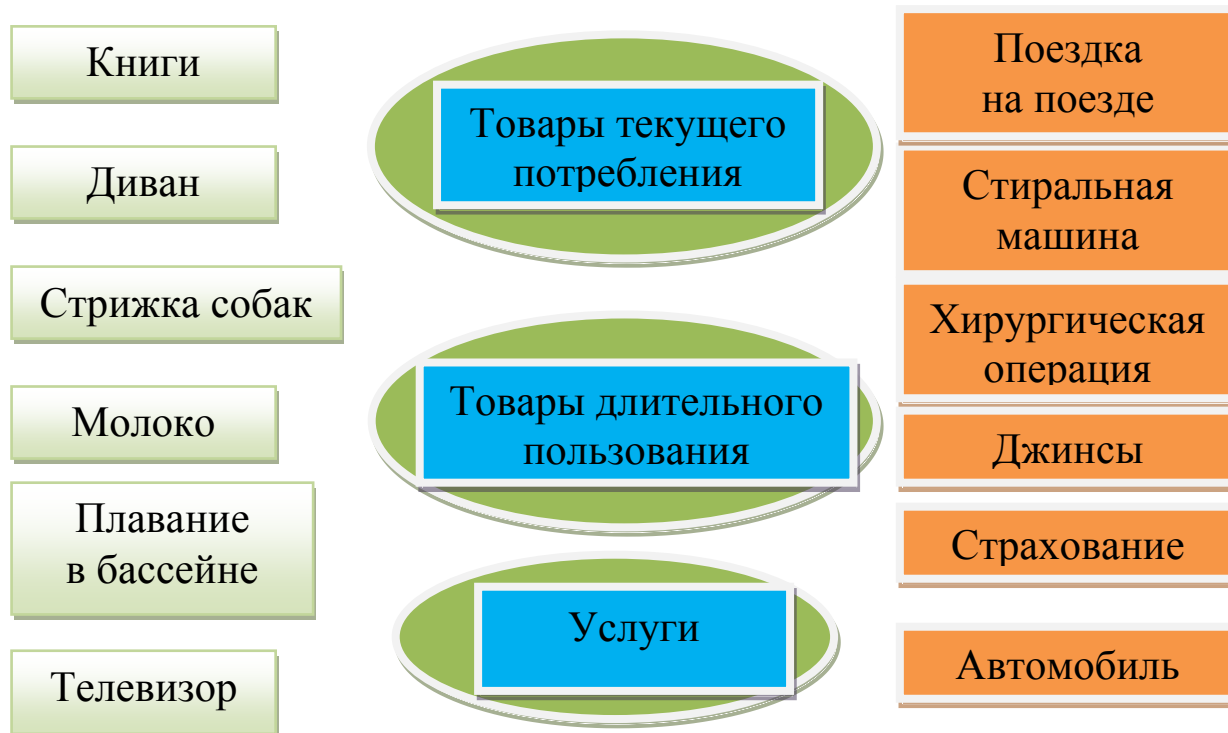 Книги
Диван
Стрижка собак
Молоко
Плавание
в бассейне
Телевизор
Товары текущего
потребления
Товары длительного
пользования
Услуги
Поездка
на поезде
Стиральная
машина
Хирургическая
операция
Джинсы
Страхование
Автомобиль